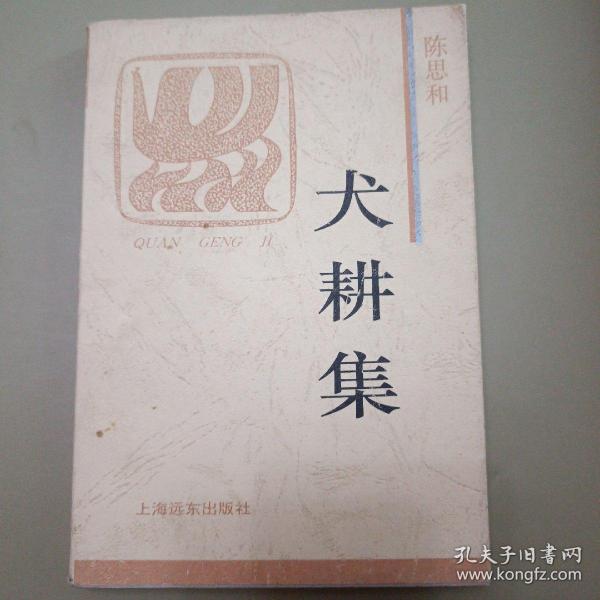 陈思和
犬耕集
QUAN GENG JI
上海远东出版社
孔夫子旧书网
www.kongfz.com